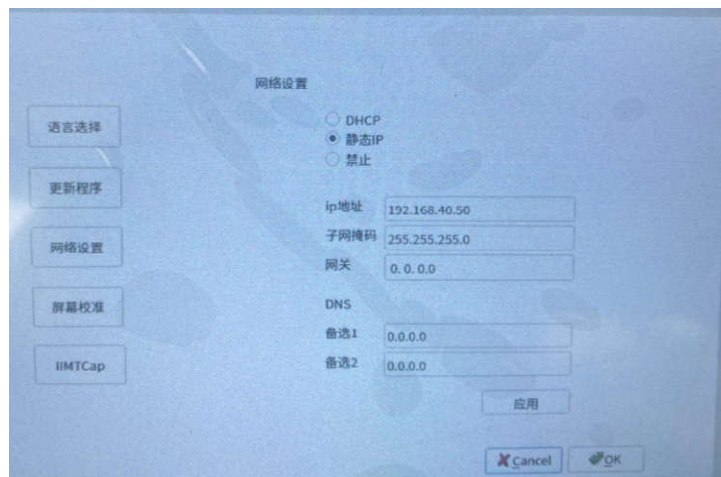 网络设置
语言选择
更新程序
网络设置
屏幕校准
IIMTCap
DHCP
静态IP
禁止
ip地址 192.168.40.50
子网掩码 255.255.255.0
网关 0.0.0.0
DNS
备选1 0.0.0.0
备选2 0.0.0.0
应用
Cancel OK